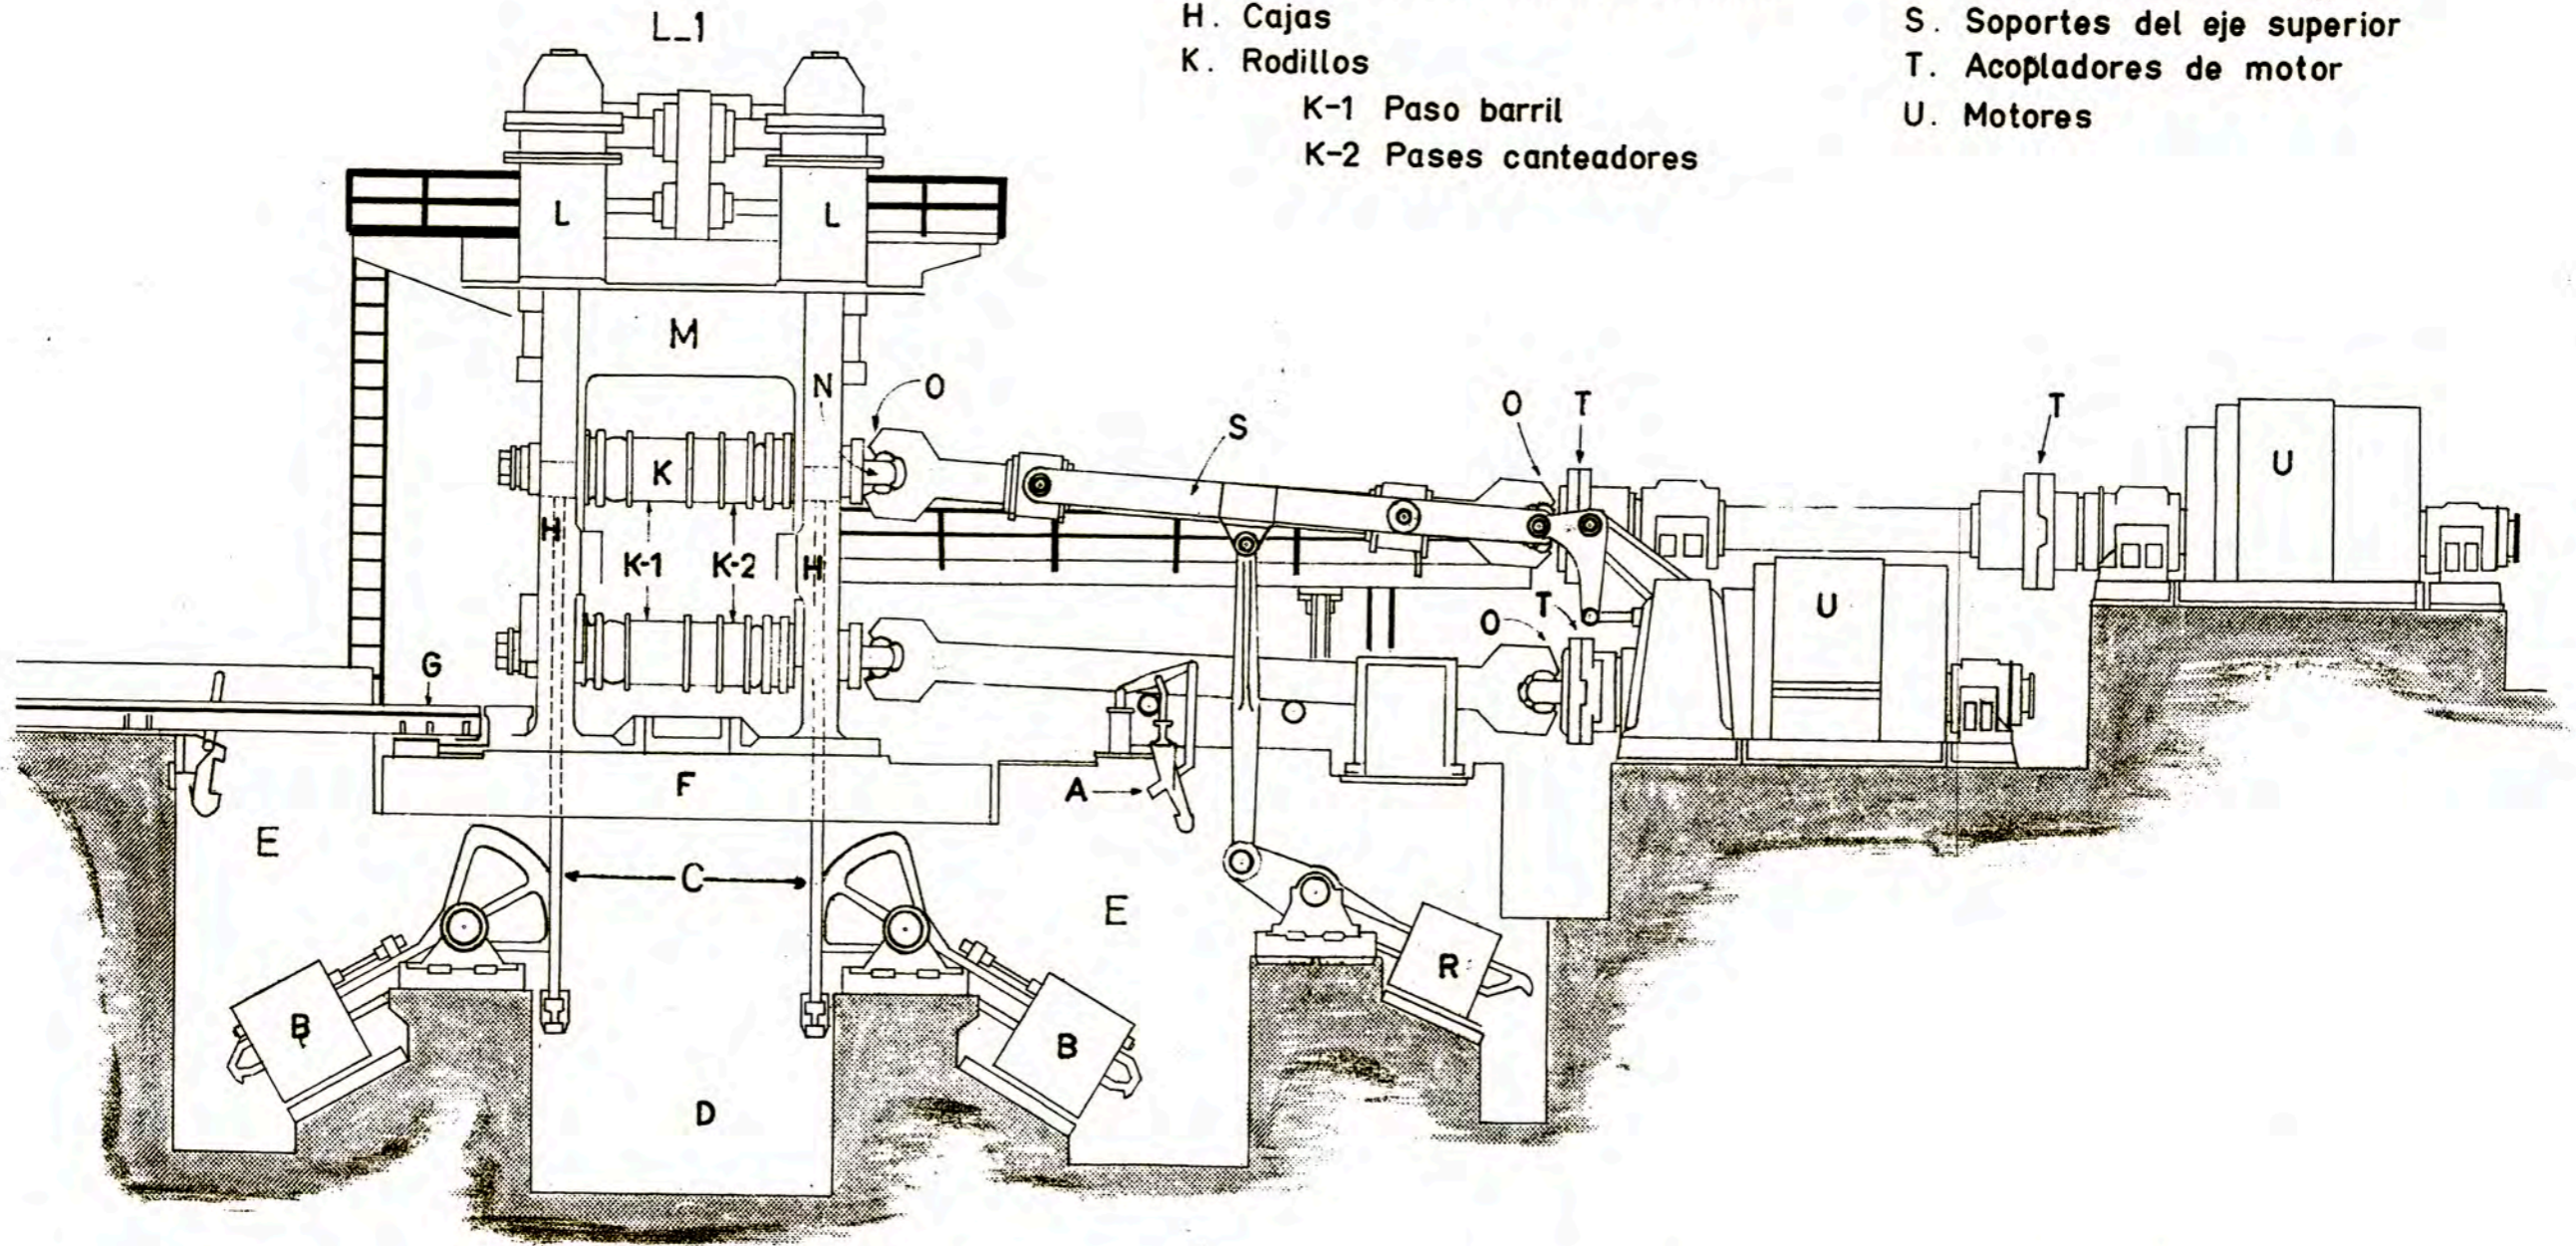 H. Cajas
K. Rodillos
K-1 Paso barril
K-2 Pases canteadores
S. Soportes del eje superior
T. Acopladores de motor
U. Motores
L_1
L L
M
N O
K
H
K-1 K-2 H
S
O T
T
U
U
O T
G
F
A
E
C
E
B
B
R
D